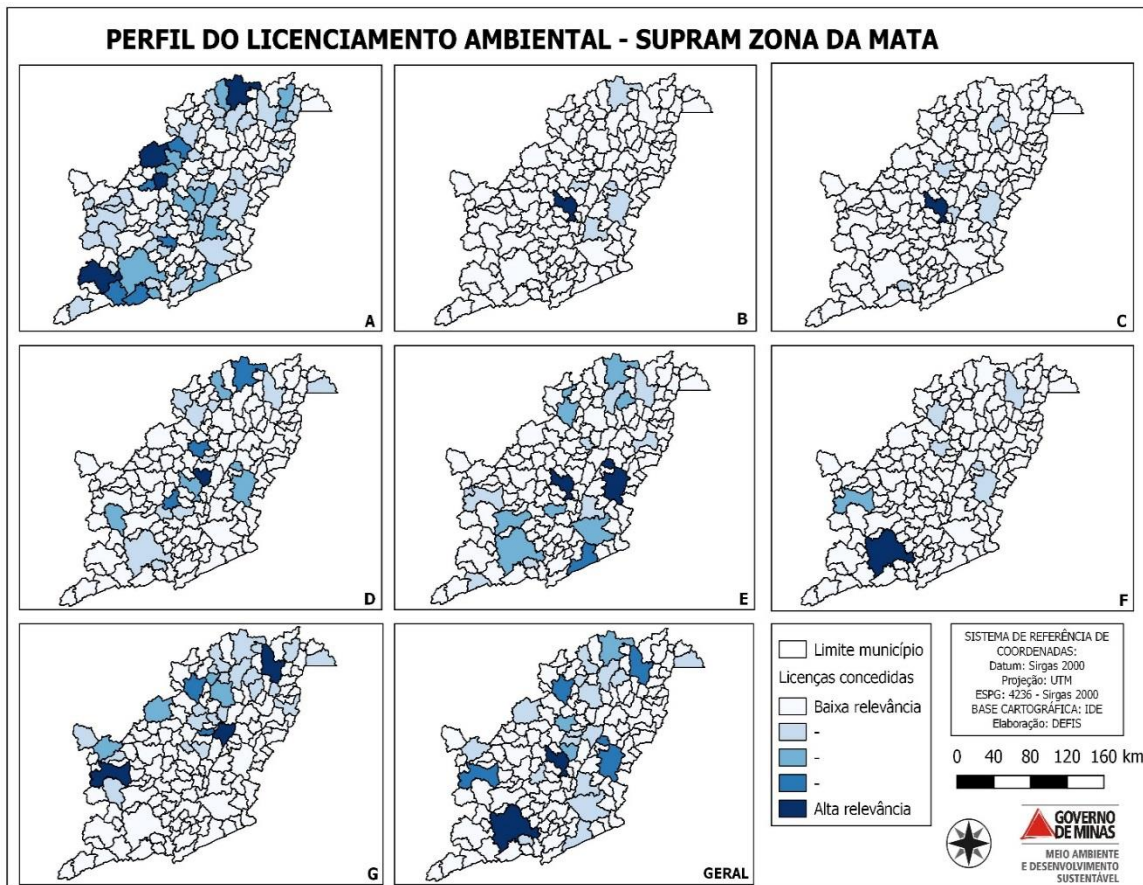 PERFIL DO LICENCIAMENTO AMBIENTAL - SUPRAM ZONA DA MATA
A
B
C
D
E
F
G
GERAL
Limite município
Licenças concedidas
Baixa relevância
-
-
-
Alta relevância
SISTEMA DE REFERÊNCIA DE
COORDENADAS:
Datum: Sirgas 2000
Projeção: UTM
ESPG: 4236 - Sirgas 2000
BASE CARTOGRÁFICA: IDE
Elaboração: DEFIS
0 40 80 120 160 km
GOVERNO
DE MINAS
MEIO AMBIENTE
E DESENVOLVIMENTO
SUSTENTÁVEL